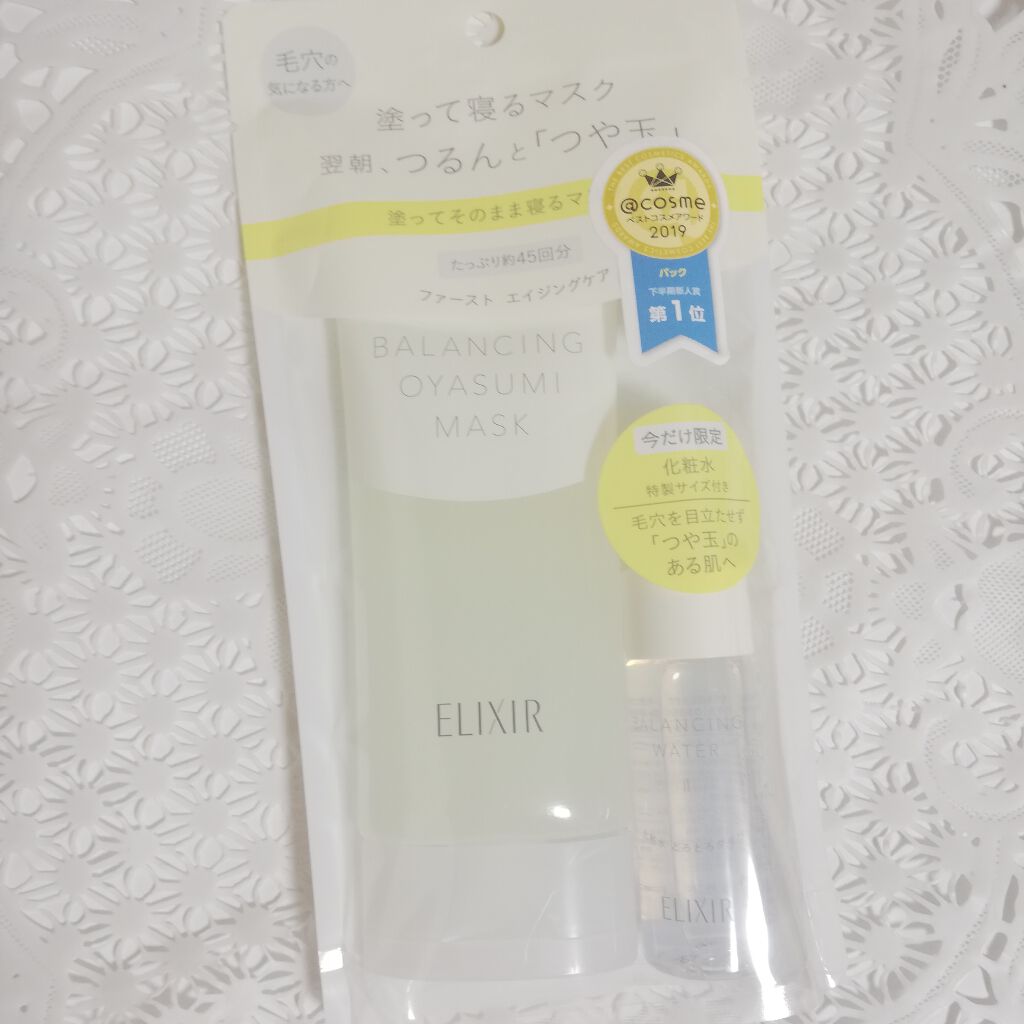 毛穴の
気になる方へ
塗って寝るマスク
翌朝、つるんと「つや玉」
塗ってそのまま寝るマ
たっぷり約45回分
ファースト エイジングケア
BALANCING
OYASUMI
MASK
ELIXIR
@cosme
ベストコスメアワード
2019
パック
下半期新人賞
第1位
今だけ限定
化粧水
特製サイズ付き
毛穴を目立たせず
「つや玉」の
ある肌へ
BALANCING
WATER
II
ELIXIR